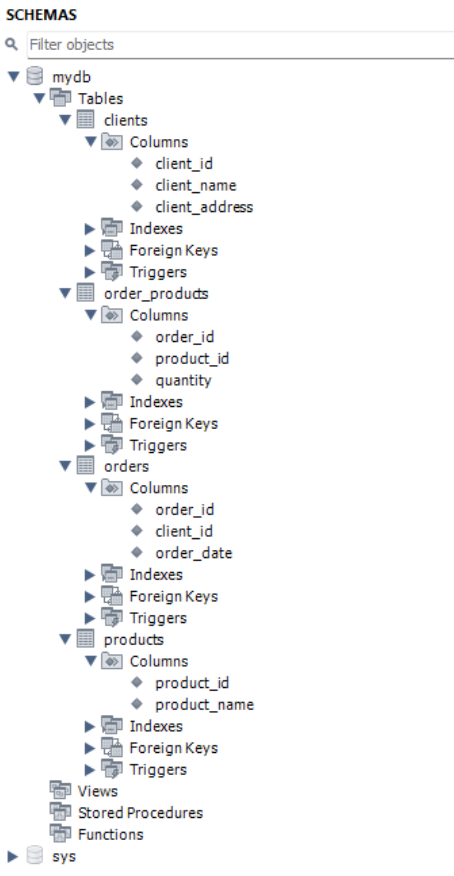 SCHEMAS
Filter objects
mydb
Tables
clients
Columns
client_id
client_name
client_address
Indexes
Foreign Keys
Triggers
order_products
Columns
order_id
product_id
quantity
Indexes
Foreign Keys
Triggers
orders
Columns
order_id
client_id
order_date
Indexes
Foreign Keys
Triggers
products
Columns
product_id
product_name
Indexes
Foreign Keys
Triggers
Views
Stored Procedures
Functions
sys